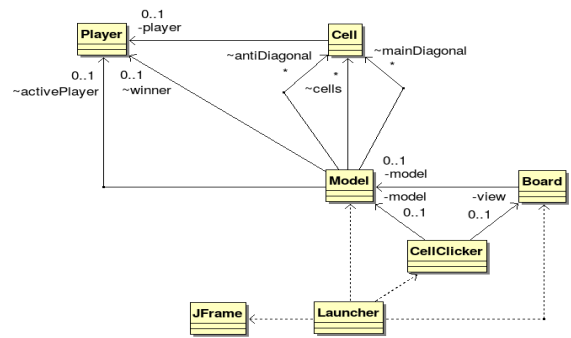 0..1
-player
Player
Cell
~antiDiagonal
*
~mainDiagonal
*
0..1
~activePlayer
0..1
~winner
*
~cells
0..1
-model
Model
Board
-model
0..1
-view
0..1
CellClicker
JFrame
Launcher